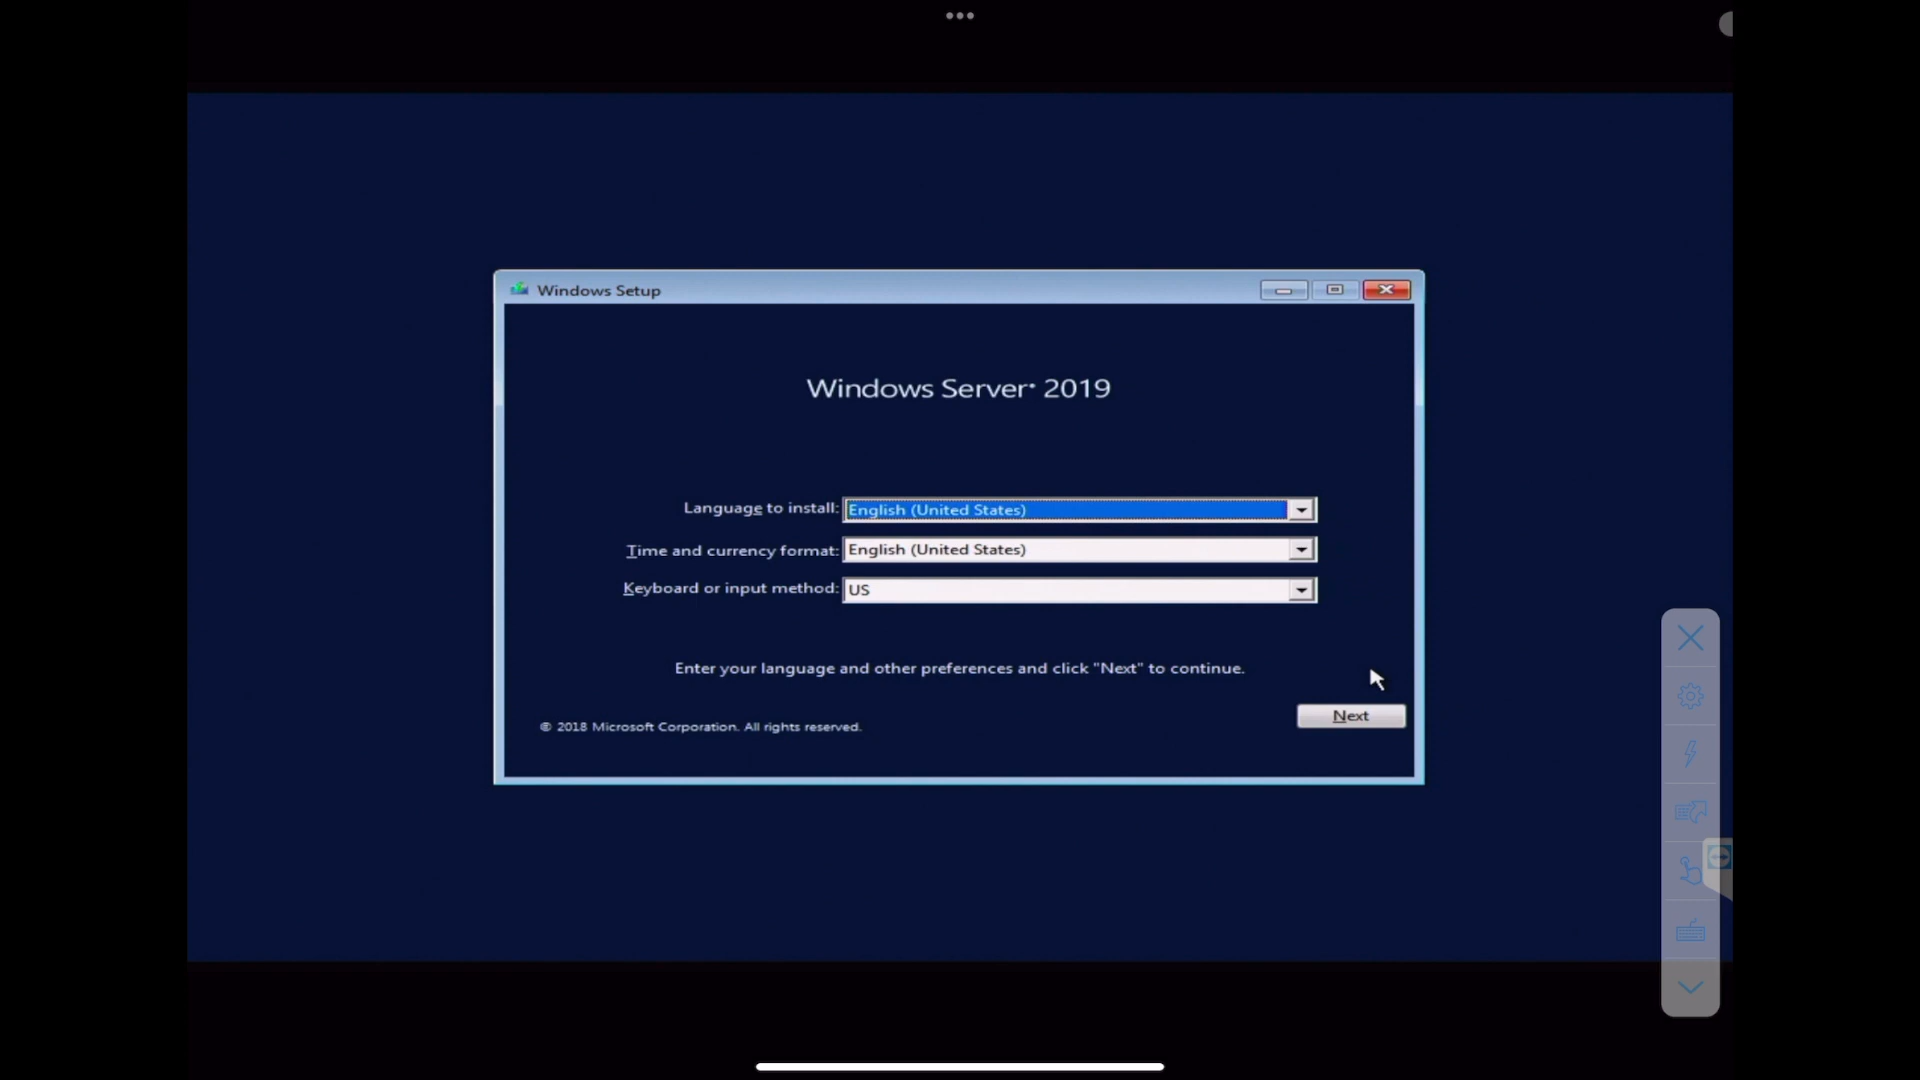 Windows Setup
Windows Server® 2019
Language to install: English (United States)
Time and currency format: English (United States)
Keyboard or input method: US
Enter your language and other preferences and click "Next" to continue.
Next
© 2018 Microsoft Corporation. All rights reserved.